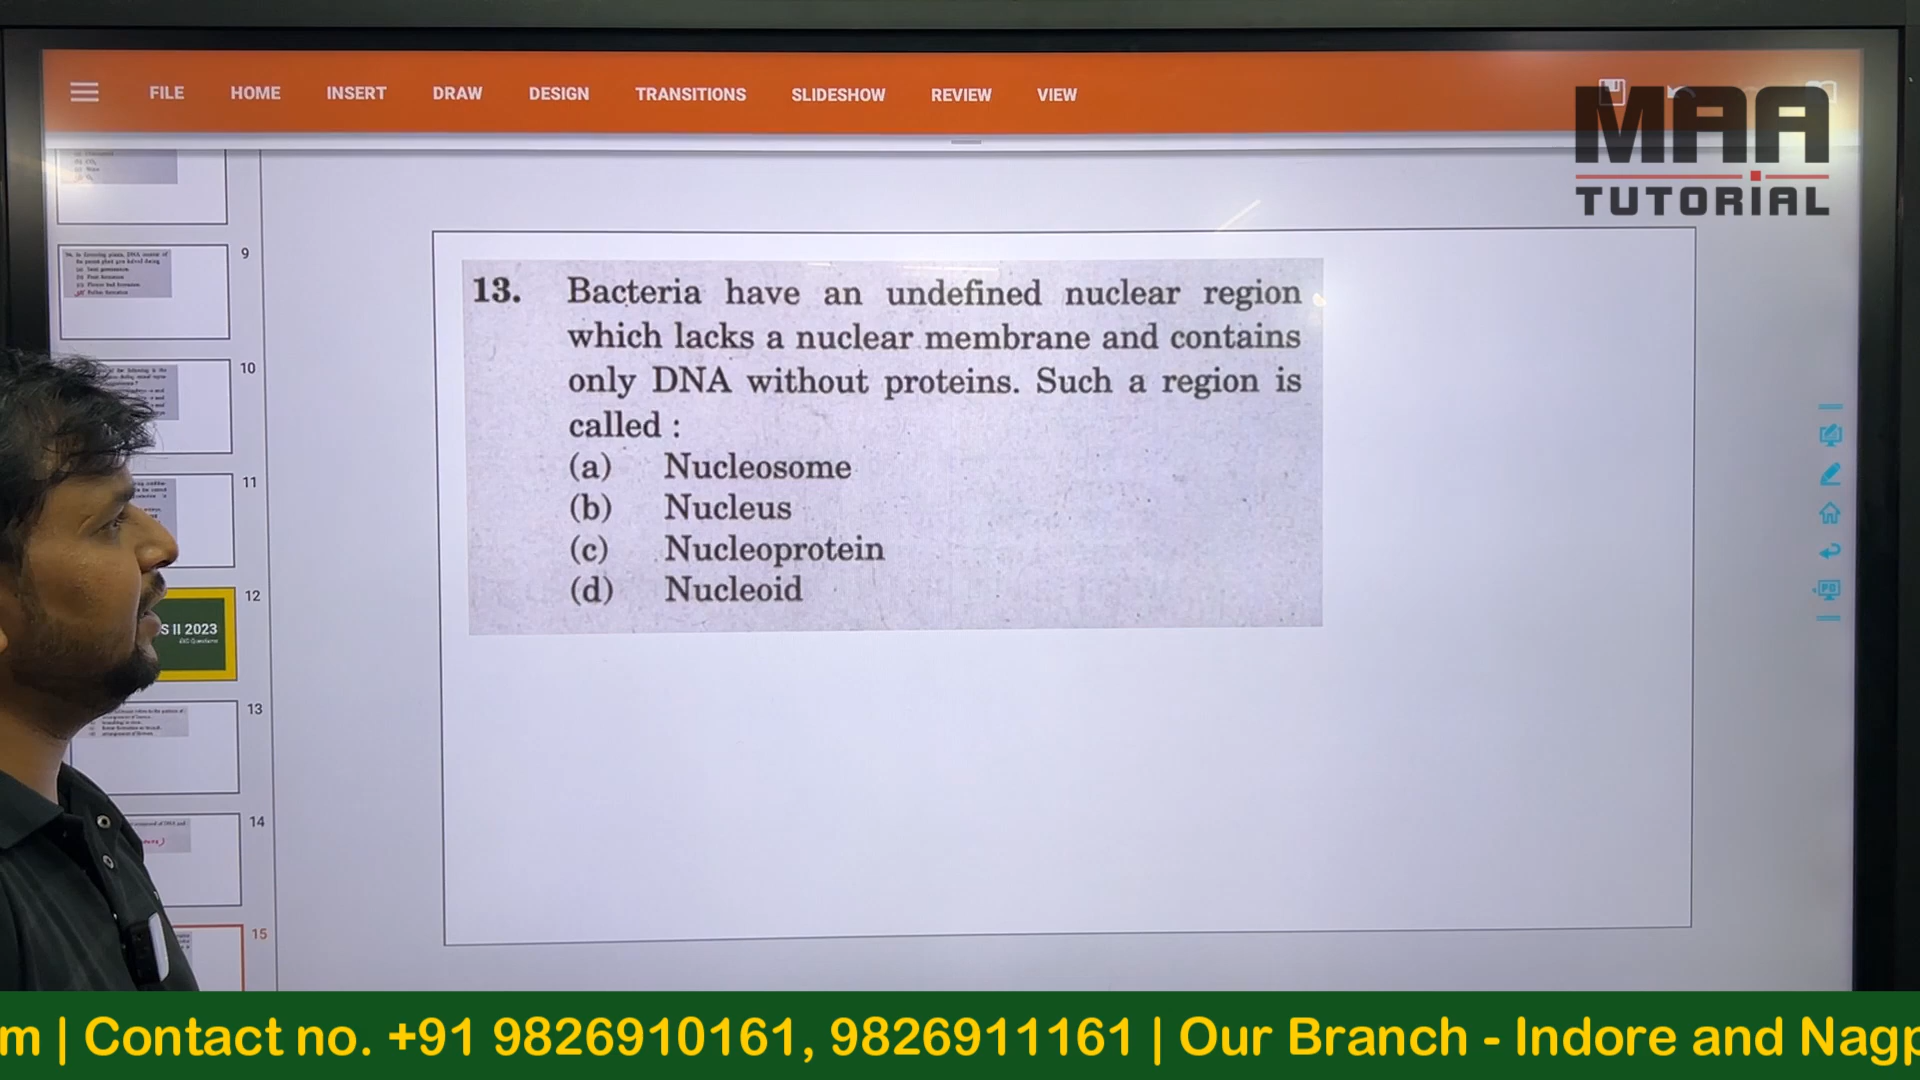 FILE HOME INSERT DRAW DESIGN TRANSITIONS SLIDESHOW REVIEW VIEW
MAA
TUTORIAL
9
10
11
12
S II 2023
13
14
15
13. Bacteria have an undefined nuclear region
which lacks a nuclear membrane and contains
only DNA without proteins. Such a region is
called :
(a) Nucleosome
(b) Nucleus
(c) Nucleoprotein
(d) Nucleoid
m | Contact no. +91 9826910161, 9826911161 | Our Branch - Indore and Nagp